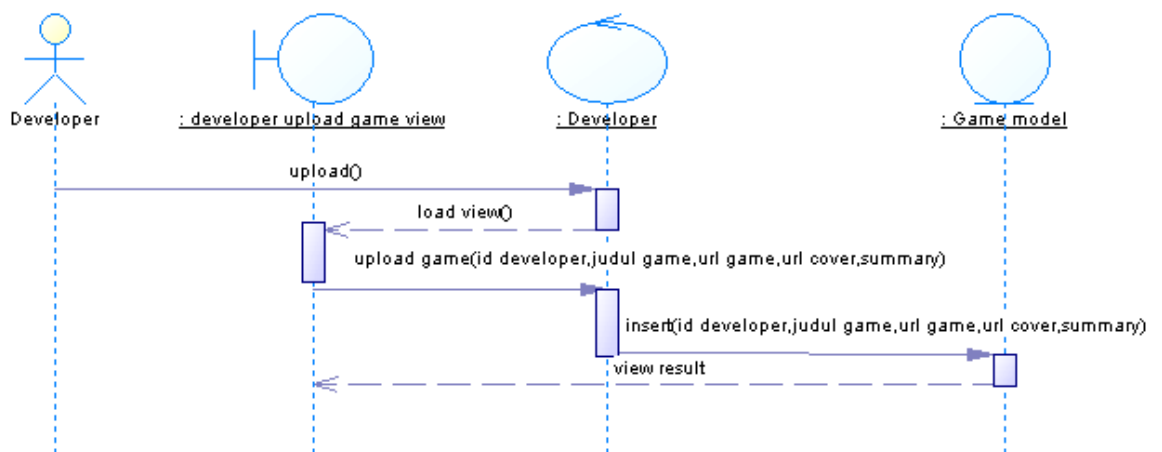 Developer
: developer upload game view
: Developer
: Game model
upload()
load view()
upload game(id developer,judul game,url game,url cover,summary)
insert(id developer,judul game,url game,url cover,summary)
view result